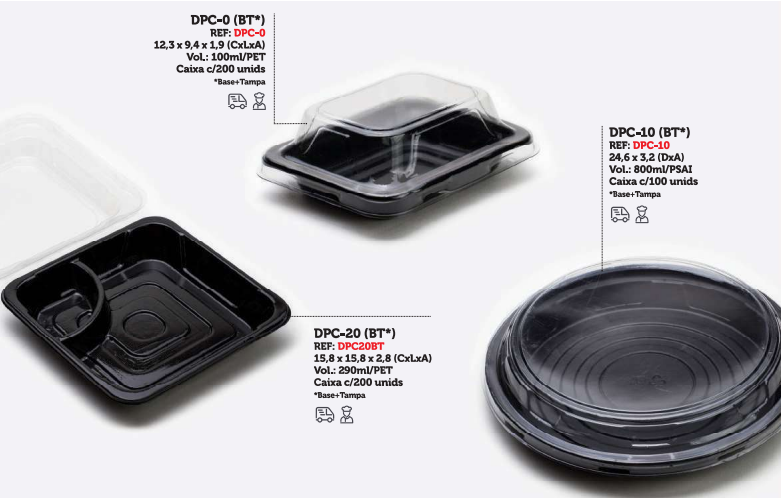 DPC-0 (BT*)
REF: DPC-0
12,3 x 9,4 x 1,9 (CxLxA)
Vol.: 100ml/PET
Caixa c/200 unids
*Base+Tampa
DPC-10 (BT*)
REF: DPC-10
24,6 x 3,2 (DxA)
Vol.: 800ml/PSAI
Caixa c/100 unids
*Base+Tampa
DPC-20 (BT*)
REF: DPC20BT
15,8 x 15,8 x 2,8 (CxLxA)
Vol.: 290ml/PET
Caixa c/200 unids
*Base+Tampa